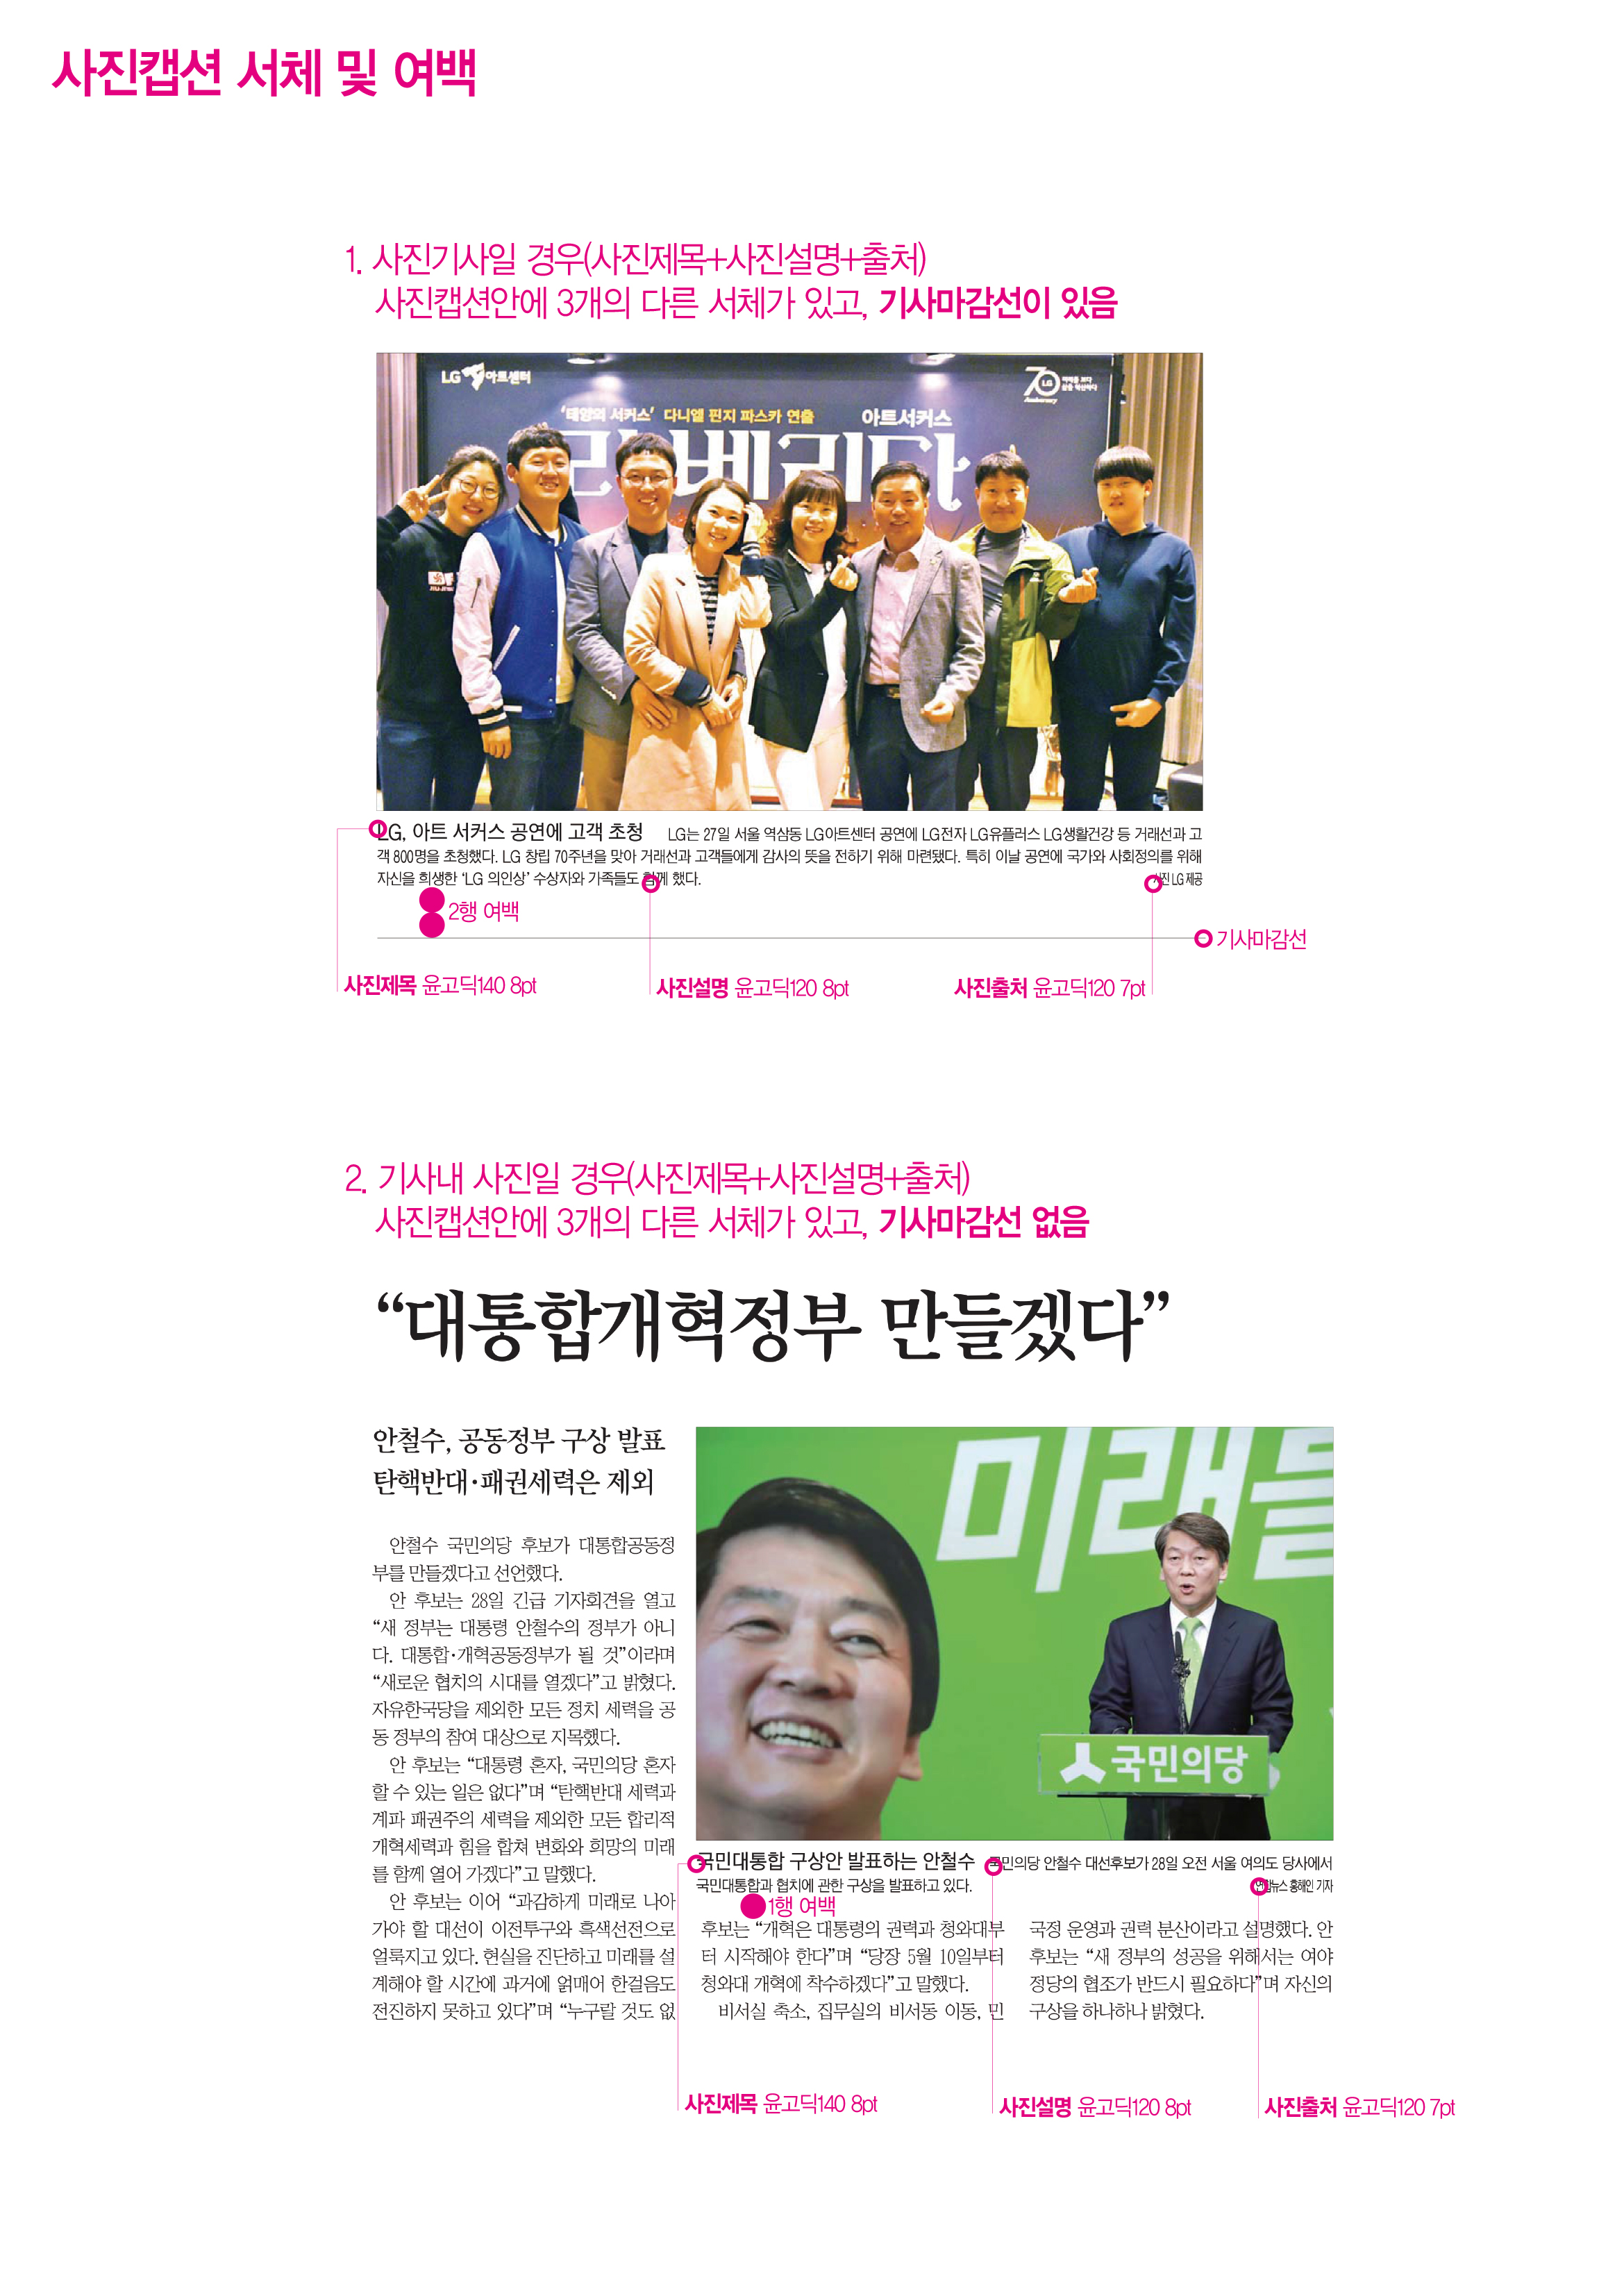 사진캡션 서체 및 여백
1. 사진기사일 경우(사진제목+사진설명+출처)
사진캡션안에 3개의 다른 서체가 있고, 기사마감선이 있음
LG 아트센터
70 LG
Anniversary
'태양의 서커스' 다니엘 핀지 파스카 연출 아트서커스
라 베리타
LG, 아트 서커스 공연에 고객 초청 LG는 27일 서울 역삼동 LG아트센터 공연에 LG전자 LG유플러스 LG생활건강 등 거래선과 고
객 800명을 초청했다. LG 창립 70주년을 맞아 거래선과 고객들에게 감사의 뜻을 전하기 위해 마련됐다. 특히 이날 공연에 국가와 사회정의를 위해
자신을 희생한 ‘LG 의인상’ 수상자와 가족들도 함께 했다. 사진 LG 제공
2행 여백
기사마감선
사진제목 윤고딕140 8pt
사진설명 윤고딕120 8pt
사진출처 윤고딕120 7pt
2. 기사내 사진일 경우(사진제목+사진설명+출처)
사진캡션안에 3개의 다른 서체가 있고, 기사마감선 없음
“대통합개혁정부 만들겠다”
안철수, 공동정부 구상 발표
탄핵반대·패권세력은 제외
안철수 국민의당 후보가 대통합공동정
부를 만들겠다고 선언했다.
안 후보는 28일 긴급 기자회견을 열고
“새 정부는 대통령 안철수의 정부가 아니
다. 대통합·개혁공동정부가 될 것”이라며
“새로운 협치의 시대를 열겠다”고 밝혔다.
자유한국당을 제외한 모든 정치 세력을 공
동 정부의 참여 대상으로 지목했다.
안 후보는 “대통령 혼자, 국민의당 혼자
할 수 있는 일은 없다”며 “탄핵반대 세력과
계파 패권주의 세력을 제외한 모든 합리적
개혁세력과 힘을 합쳐 변화와 희망의 미래
를 함께 열어 가겠다”고 말했다.
안 후보는 이어 “과감하게 미래로 나아
가야 할 대선이 이전투구와 흑색선전으로
얼룩지고 있다. 현실을 진단하고 미래를 설
계해야 할 시간에 과거에 얽매어 한걸음도
전진하지 못하고 있다”며 “누구랄 것도 없
미래를
국민의당
국민대통합 구상안 발표하는 안철수 국민의당 안철수 대선후보가 28일 오전 서울 여의도 당사에서
국민대통합과 협치에 관한 구상을 발표하고 있다. 연합뉴스 홍해인 기자
1행 여백
후보는 “개혁은 대통령의 권력과 청와대부
터 시작해야 한다”며 “당장 5월 10일부터
청와대 개혁에 착수하겠다”고 말했다.
비서실 축소, 집무실의 비서동 이동, 민
국정 운영과 권력 분산이라고 설명했다. 안
후보는 “새 정부의 성공을 위해서는 여야
정당의 협조가 반드시 필요하다”며 자신의
구상을 하나하나 밝혔다.
사진제목 윤고딕140 8pt
사진설명 윤고딕120 8pt
사진출처 윤고딕120 7pt